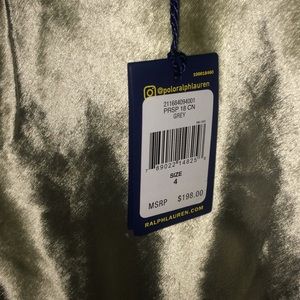 @poloralphlauren
211684094001
PRSP 18 CN
GREY
SIZE
4
MSRP $198.00
RALPHLAUREN.COM